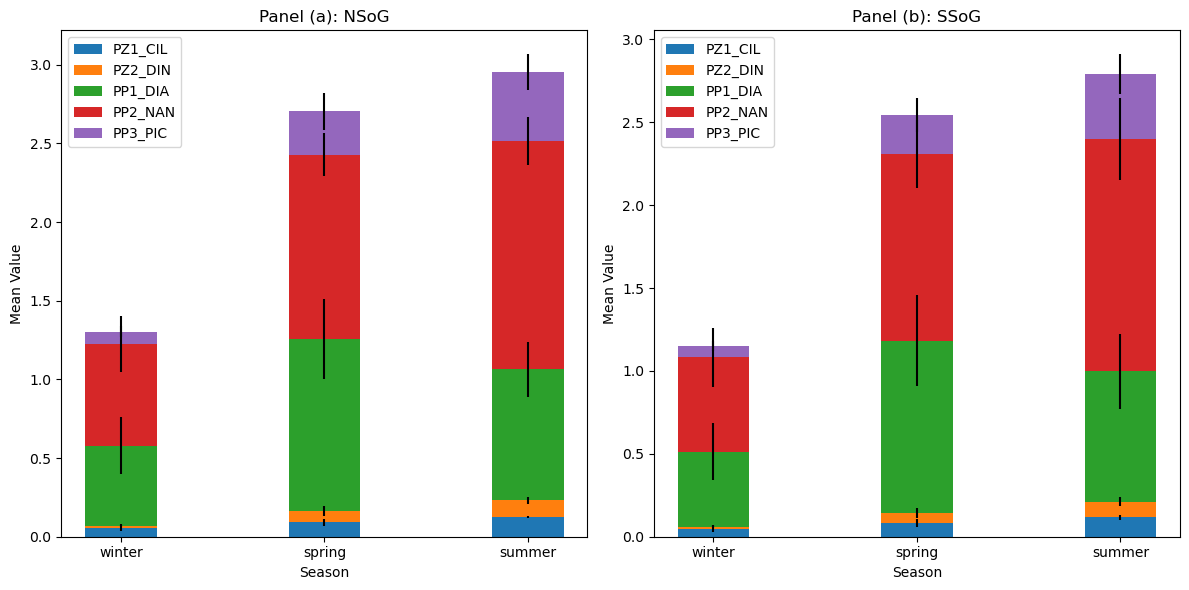 Panel (a): NSoG
PZ1_CIL
PZ2_DIN
PP1_DIA
PP2_NAN
PP3_PIC
3.0
2.5
2.0
1.5
1.0
0.5
0.0
Mean Value
winter
spring
summer
Season
Panel (b): SSoG
PZ1_CIL
PZ2_DIN
PP1_DIA
PP2_NAN
PP3_PIC
3.0
2.5
2.0
1.5
1.0
0.5
0.0
Mean Value
winter
spring
summer
Season